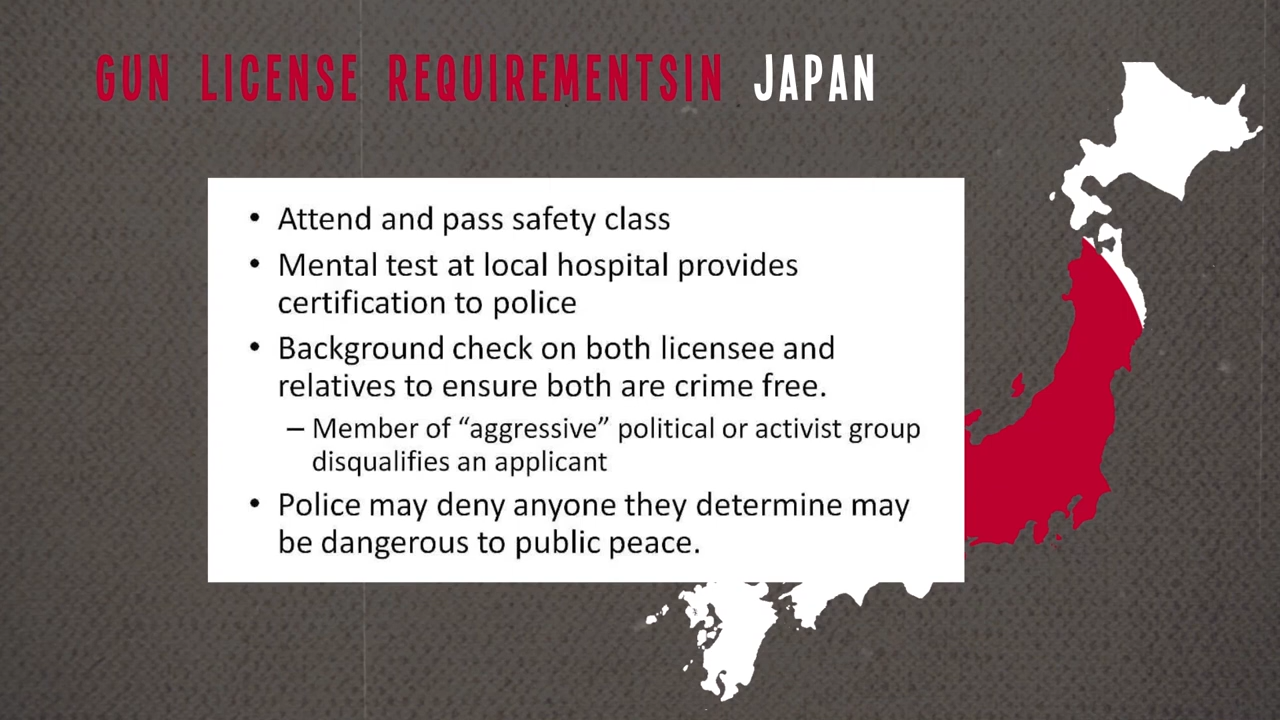 GUN LICENSE REQUIREMENTSIN JAPAN
• Attend and pass safety class
• Mental test at local hospital provides
certification to police
• Background check on both licensee and
relatives to ensure both are crime free.
– Member of “aggressive” political or activist group
disqualifies an applicant
• Police may deny anyone they determine may
be dangerous to public peace.